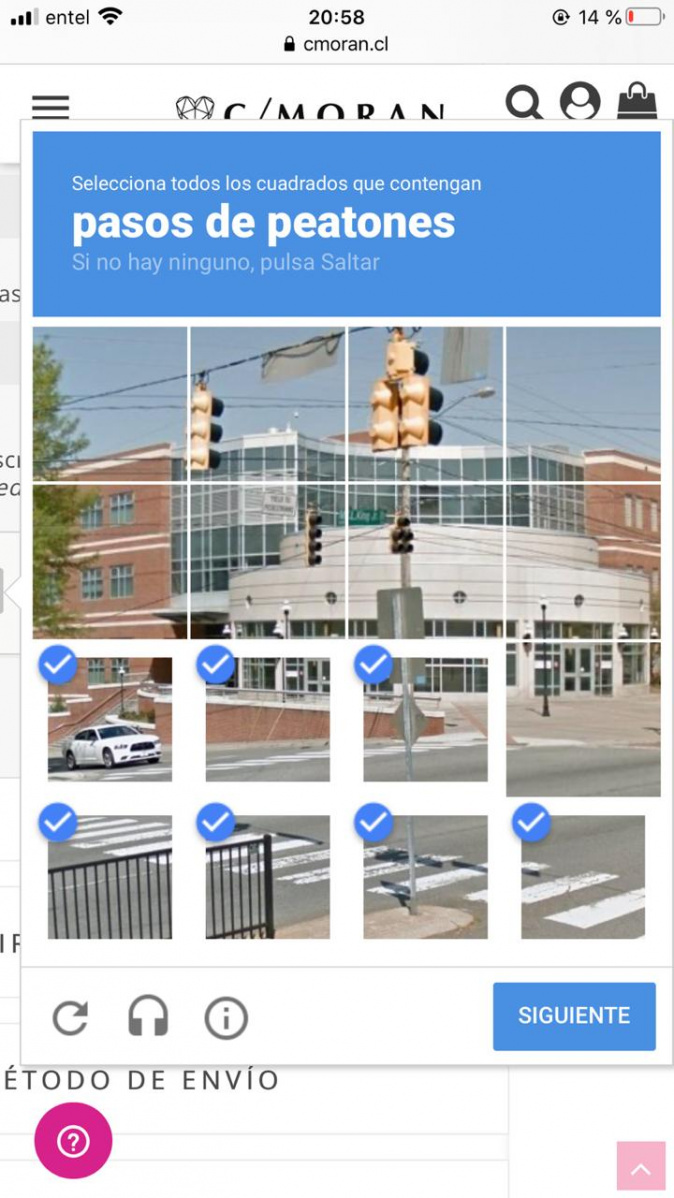 entel
20:58
14 %
cmoran.cl
C/MORAN
Selecciona todos los cuadrados que contengan
pasos de peatones
Si no hay ninguno, pulsa Saltar
as
SIGUIENTE
ÉTODO DE ENVÍO